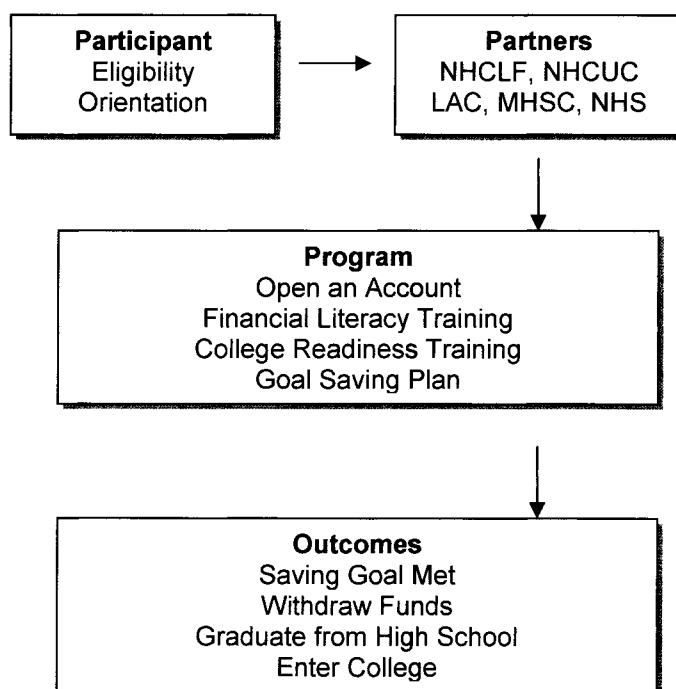 Participant
Eligibility
Orientation
Partners
NHCLF, NHCUC
LAC, MHSC, NHS
Program
Open an Account
Financial Literacy Training
College Readiness Training
Goal Saving Plan
Outcomes
Saving Goal Met
Withdraw Funds
Graduate from High School
Enter College